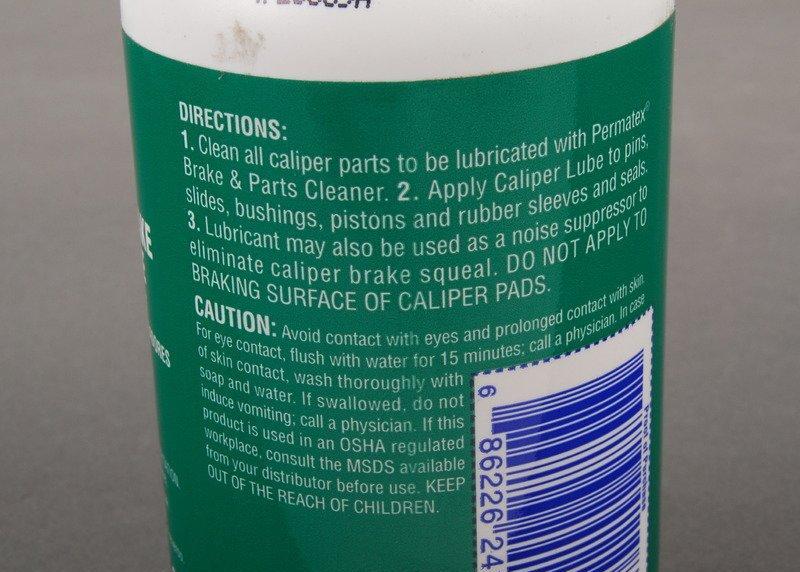 DIRECTIONS:
1. Clean all caliper parts to be lubricated with Permatex®
Brake & Parts Cleaner. 2. Apply Caliper Lube to pins,
slides, bushings, pistons and rubber sleeves and seals.
3. Lubricant may also be used as a noise suppressor to
eliminate caliper brake squeal. DO NOT APPLY TO
BRAKING SURFACE OF CALIPER PADS.
CAUTION: Avoid contact with eyes and prolonged contact with skin.
For eye contact, flush with water for 15 minutes; call a physician. In case
of skin contact, wash thoroughly with
soap and water. If swallowed, do not
induce vomiting; call a physician. If this
product is used in an OSHA regulated
workplace, consult the MSDS available
from your distributor before use. KEEP
OUT OF THE REACH OF CHILDREN.
6 86226 24
Proof of Purchase